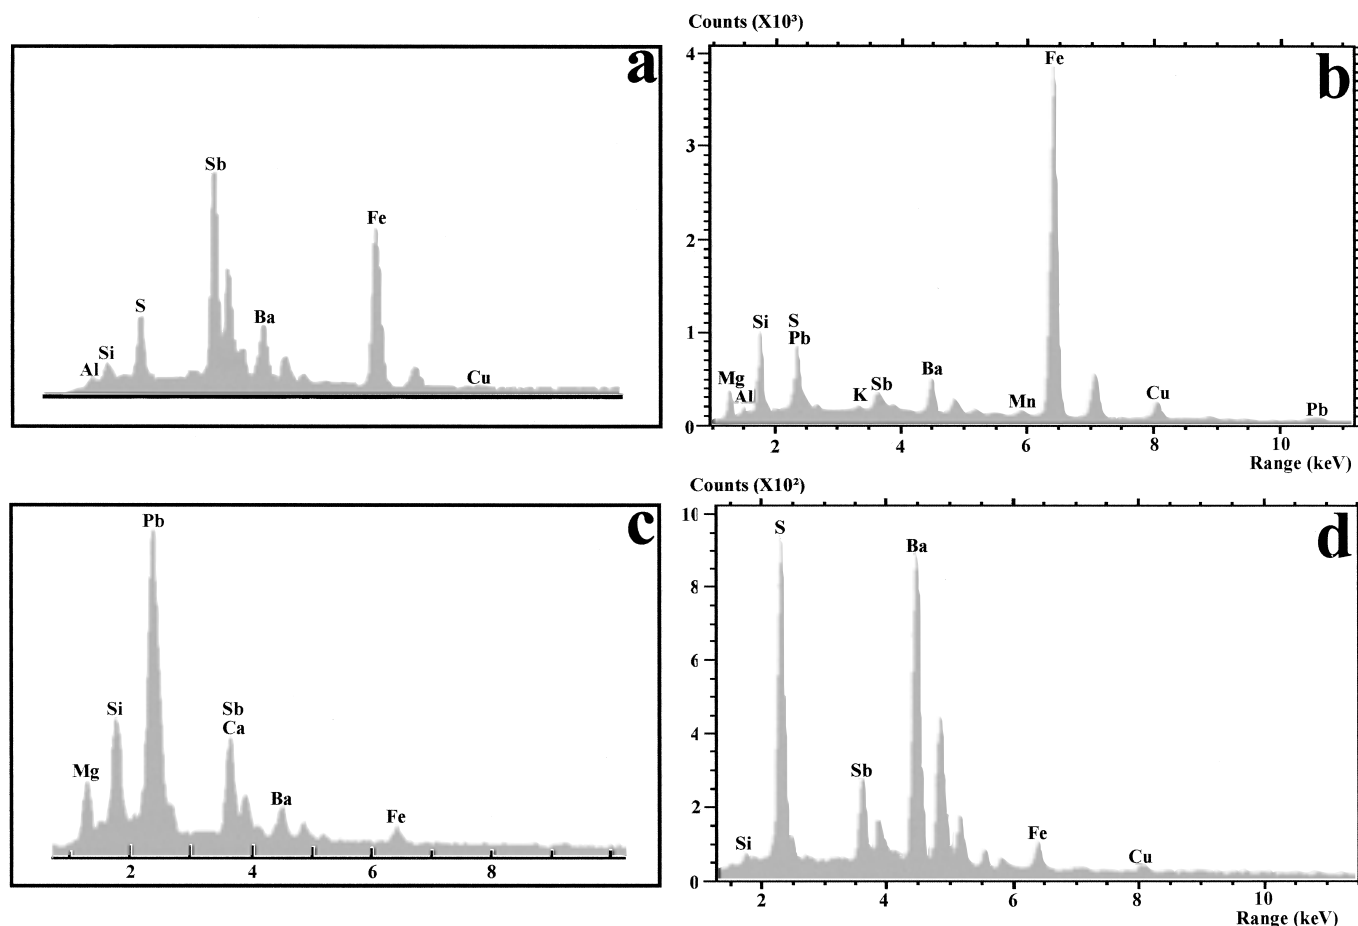 a
Sb
Fe
S
Ba
Si
Al
Cu
Counts (X10³)
b
4
3
2
1
0
Fe
Si
S
Pb
Mg
Al
K
Sb
Ba
Mn
Cu
Pb
2 4 6 8 10
Range (keV)
c
Pb
Si
Sb
Ca
Mg
Ba
Fe
2 4 6 8
Counts (X10²)
d
10
8
6
4
2
0
S
Ba
Sb
Si
Fe
Cu
2 4 6 8 10
Range (keV)